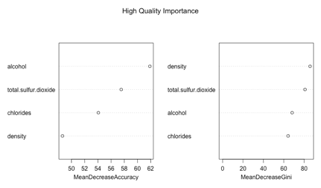 High Quality Importance
alcohol
total.sulfur.dioxide
chlorides
density
50 52 54 56 58 60 62
MeanDecreaseAccuracy
density
total.sulfur.dioxide
alcohol
chlorides
0 20 40 60 80
MeanDecreaseGini